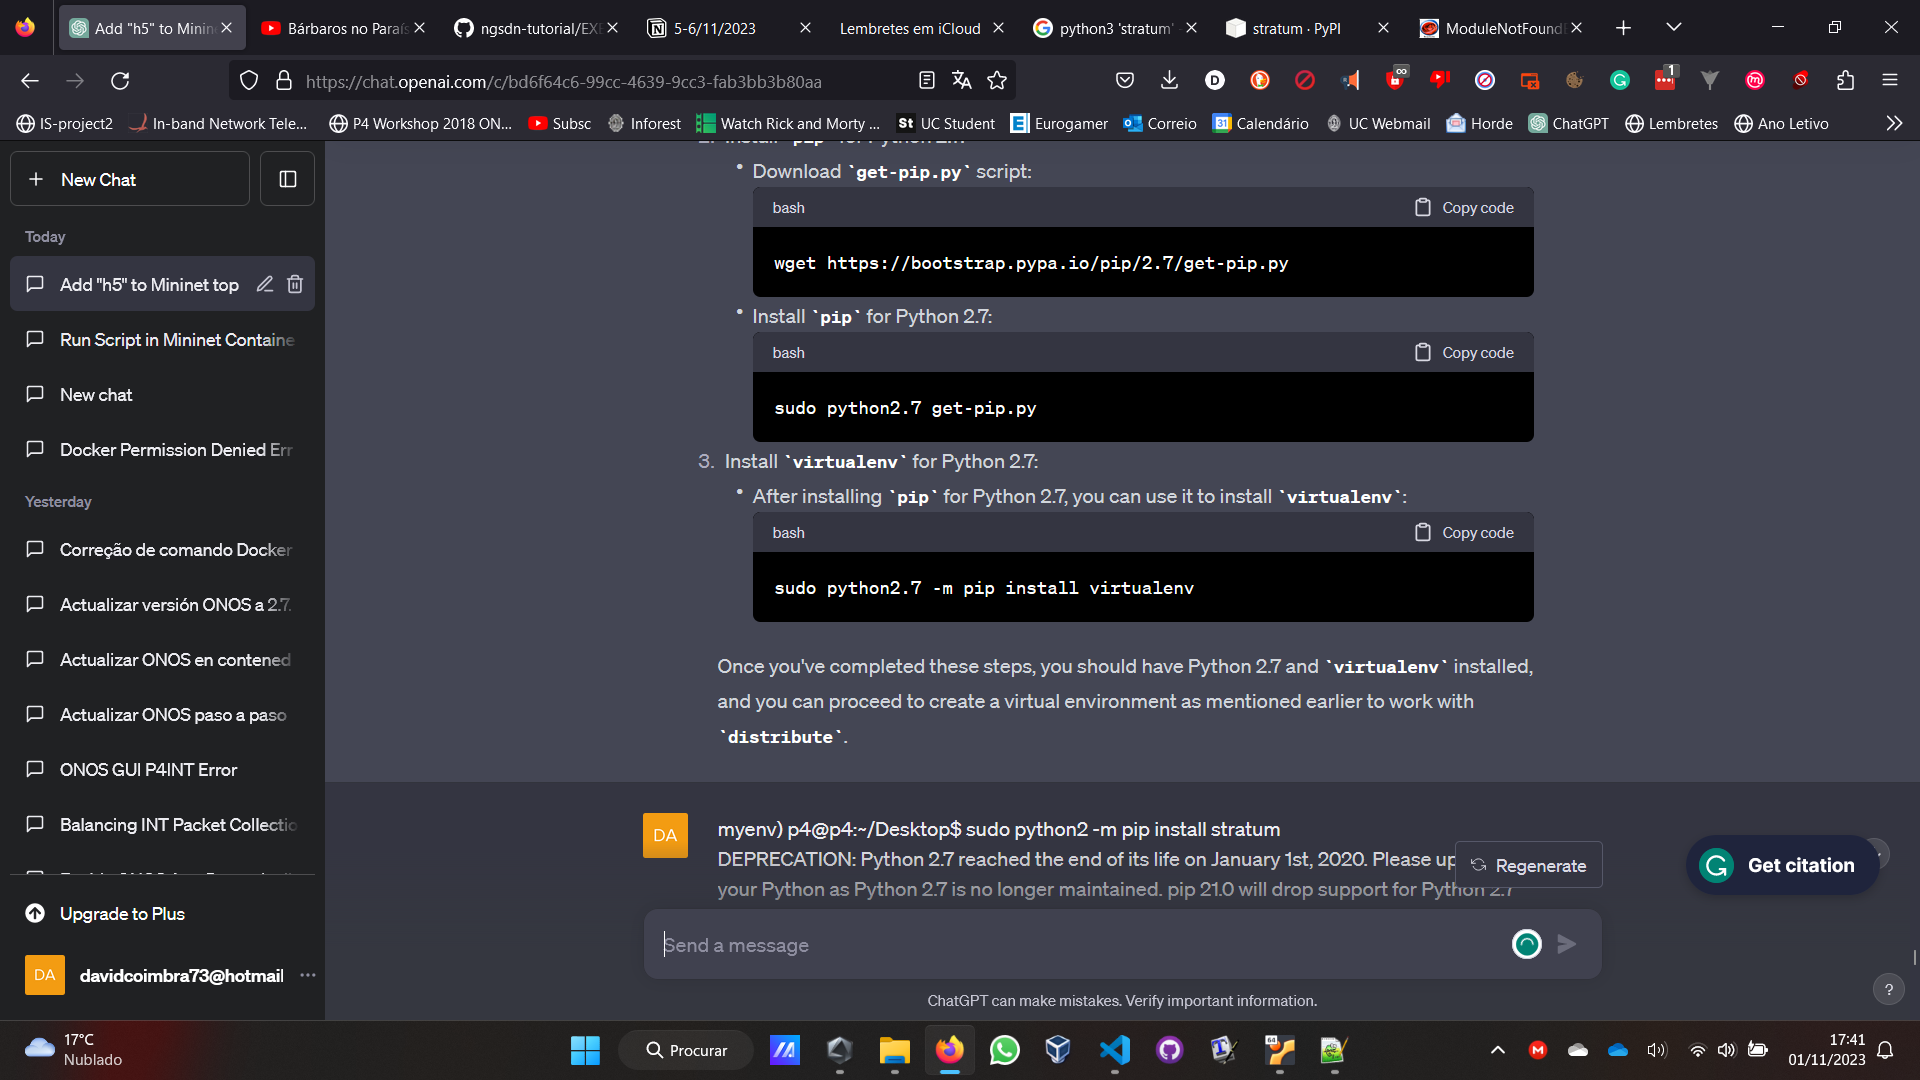 Add "h5" to Minin
Bárbaros no Paraís
ngsdn-tutorial/EXE
5-6/11/2023
Lembretes em iCloud
python3 'stratum'
stratum · PyPI
ModuleNotFound
https://chat.openai.com/c/bd6f64c6-99cc-4639-9cc3-fab3bb3b80aa
IS-project2
In-band Network Tele...
P4 Workshop 2018 ON...
Subsc
Inforest
Watch Rick and Morty ...
St UC Student
Eurogamer
Correio
Calendário
UC Webmail
Horde
ChatGPT
Lembretes
Ano Letivo
New Chat
Today
Add "h5" to Mininet top
Run Script in Mininet Containe
New chat
Docker Permission Denied Err
Yesterday
Correção de comando Docker
Actualizar versión ONOS a 2.7.
Actualizar ONOS en contened
Actualizar ONOS paso a paso
ONOS GUI P4INT Error
Balancing INT Packet Collectio
Upgrade to Plus
DA davidcoimbra73@hotmail ...
2. Install `pip` for Python 2.7:
• Download `get-pip.py` script:
bash Copy code
wget https://bootstrap.pypa.io/pip/2.7/get-pip.py
• Install `pip` for Python 2.7:
bash Copy code
sudo python2.7 get-pip.py
3. Install `virtualenv` for Python 2.7:
• After installing `pip` for Python 2.7, you can use it to install `virtualenv`:
bash Copy code
sudo python2.7 -m pip install virtualenv
Once you've completed these steps, you should have Python 2.7 and `virtualenv` installed,
and you can proceed to create a virtual environment as mentioned earlier to work with
`distribute`.
DA myenv) p4@p4:~/Desktop$ sudo python2 -m pip install stratum
DEPRECATION: Python 2.7 reached the end of its life on January 1st, 2020. Please up
your Python as Python 2.7 is no longer maintained. pip 21.0 will drop support for Python 2.7
Regenerate
Get citation
Send a message
ChatGPT can make mistakes. Verify important information.
?
17°C
Nublado
Procurar
17:41
01/11/2023